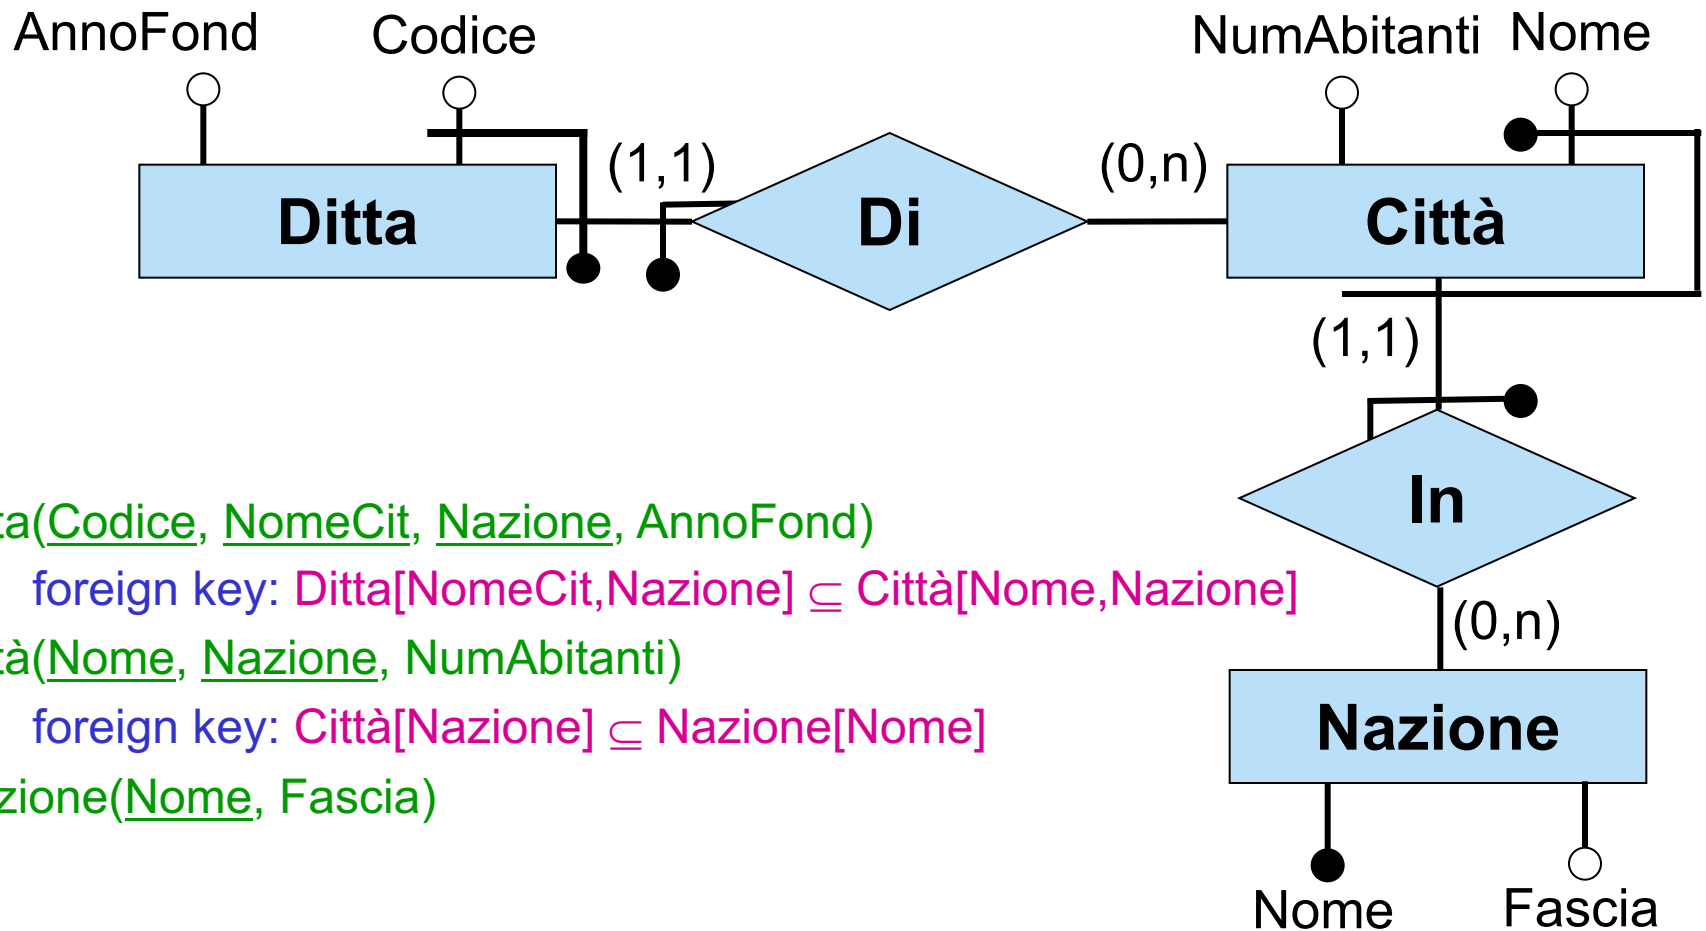 AnnoFond Codice NumAbitanti Nome
(1,1) (0,n)
Ditta Di Città
(1,1)
In
ta(Codice, NomeCit, Nazione, AnnoFond)
foreign key: Ditta[NomeCit,Nazione] ⊆ Città[Nome,Nazione]
(0,n)
tà(Nome, Nazione, NumAbitanti)
foreign key: Città[Nazione] ⊆ Nazione[Nome]
Nazione
zione(Nome, Fascia)
Nome Fascia